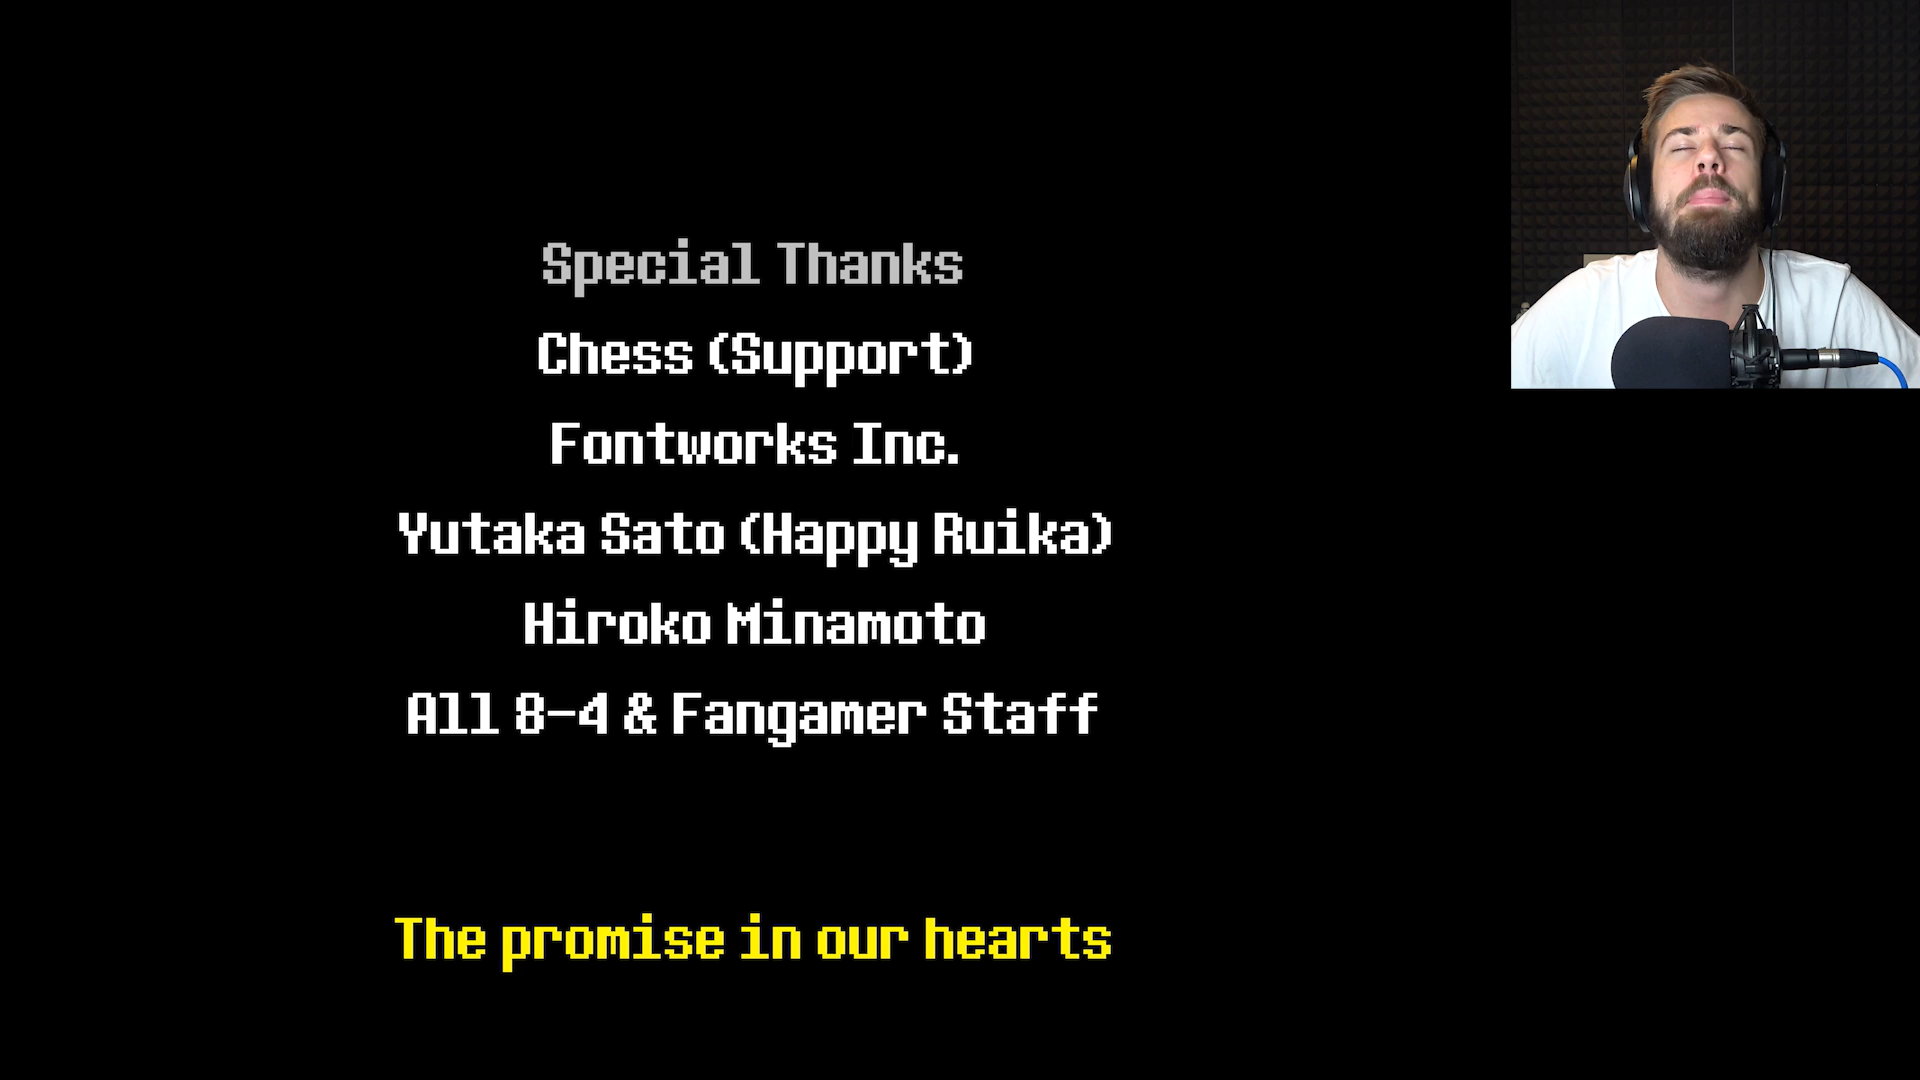 Special Thanks
Chess (Support)
Fontworks Inc.
Yutaka Sato (Happy Ruika)
Hiroko Minamoto
All 8-4 & Fangamer Staff
The promise in our hearts